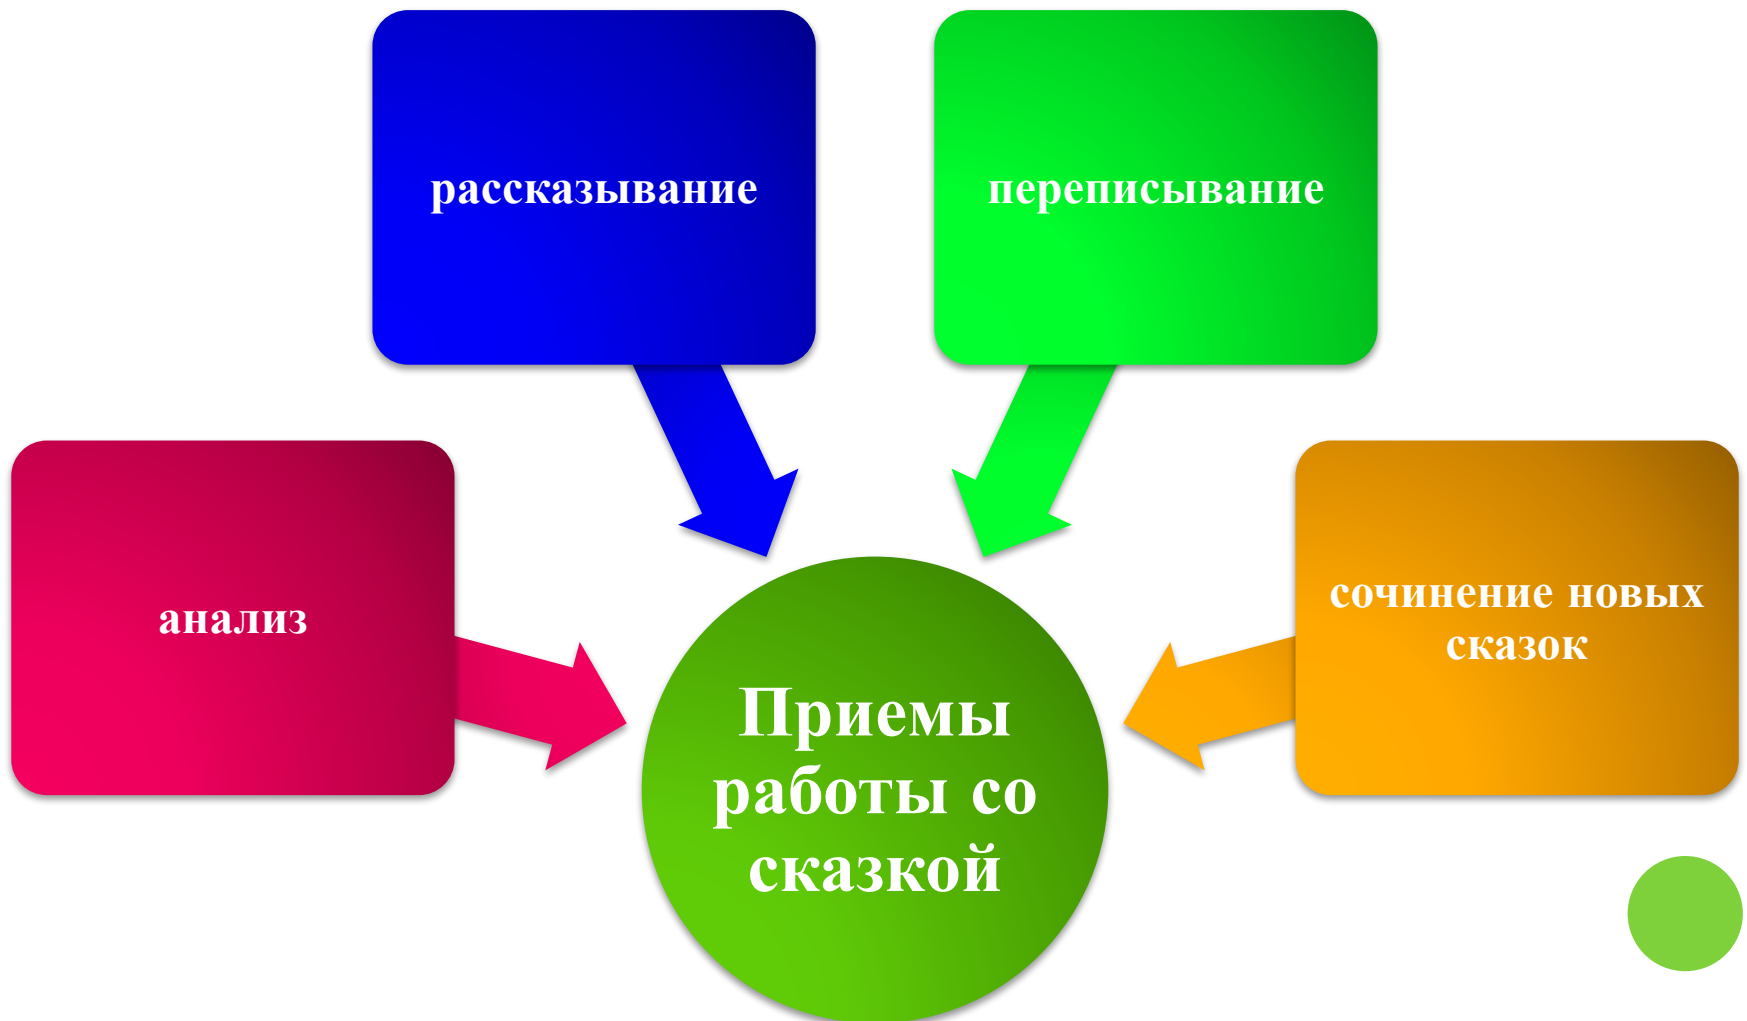 рассказывание
переписывание
анализ
сочинение новых
сказок
Приемы
работы со
сказкой